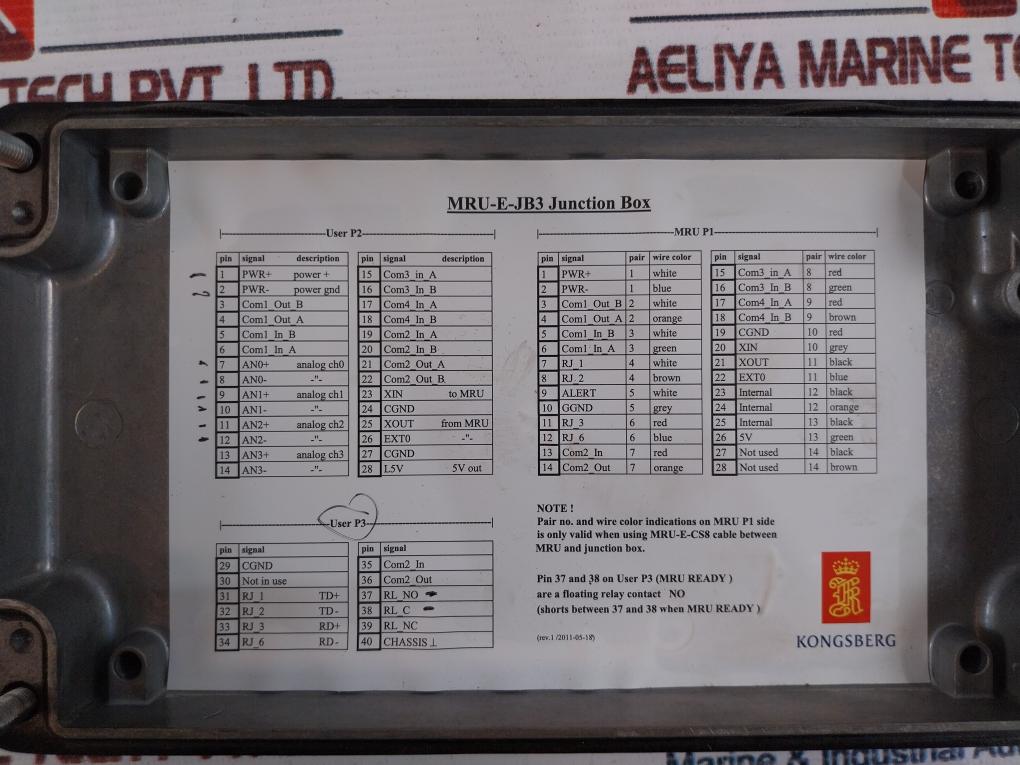 TECH PVT. LTD.
AELIYA MARINE TE
MRU-E-JB3 Junction Box
User P2
pin signal description
1 PWR+ power +
2 PWR- power gnd
3 Com1_Out_B
4 Com1_Out_A
5 Com1_In_B
6 Com1_In_A
7 AN0+ analog ch0
8 AN0- -"-
9 AN1+ analog ch1
10 AN1- -"-
11 AN2+ analog ch2
12 AN2- -"-
13 AN3+ analog ch3
14 AN3- -"-
pin signal description
15 Com3_in_A
16 Com3_In_B
17 Com4_In_A
18 Com4_In_B
19 Com2_In_A
20 Com2_In_B
21 Com2_Out_A
22 Com2_Out_B
23 XIN to MRU
24 CGND
25 XOUT from MRU
26 EXT0 -"-
27 CGND
28 L5V 5V out
MRU P1
pin signal pair wire color
1 PWR+ 1 white
2 PWR- 1 blue
3 Com1_Out_B 2 white
4 Com1_Out_A 2 orange
5 Com1_In_B 3 white
6 Com1_In_A 3 green
7 RJ_1 4 white
8 RJ_2 4 brown
9 ALERT 5 white
10 GGND 5 grey
11 RJ_3 6 red
12 RJ_6 6 blue
13 Com2_In 7 red
14 Com2_Out 7 orange
pin signal pair wire color
15 Com3_in_A 8 red
16 Com3_In_B 8 green
17 Com4_In_A 9 red
18 Com4_In_B 9 brown
19 CGND 10 red
20 XIN 10 grey
21 XOUT 11 black
22 EXT0 11 blue
23 Internal 12 black
24 Internal 12 orange
25 Internal 13 black
26 5V 13 green
27 Not used 14 black
28 Not used 14 brown
User P3
pin signal
29 CGND
30 Not in use
31 RJ_1 TD+
32 RJ_2 TD-
33 RJ_3 RD+
34 RJ_6 RD-
pin signal
35 Com2_In
36 Com2_Out
37 RL_NO
38 RL_C
39 RL_NC
40 CHASSIS ⊥
NOTE !
Pair no. and wire color indications on MRU P1 side
is only valid when using MRU-E-CS8 cable between
MRU and junction box.
Pin 37 and 38 on User P3 (MRU READY )
are a floating relay contact NO
(shorts between 37 and 38 when MRU READY )
(rev.1 /2011-05-18)
KONGSBERG
Marine & Industrial Au